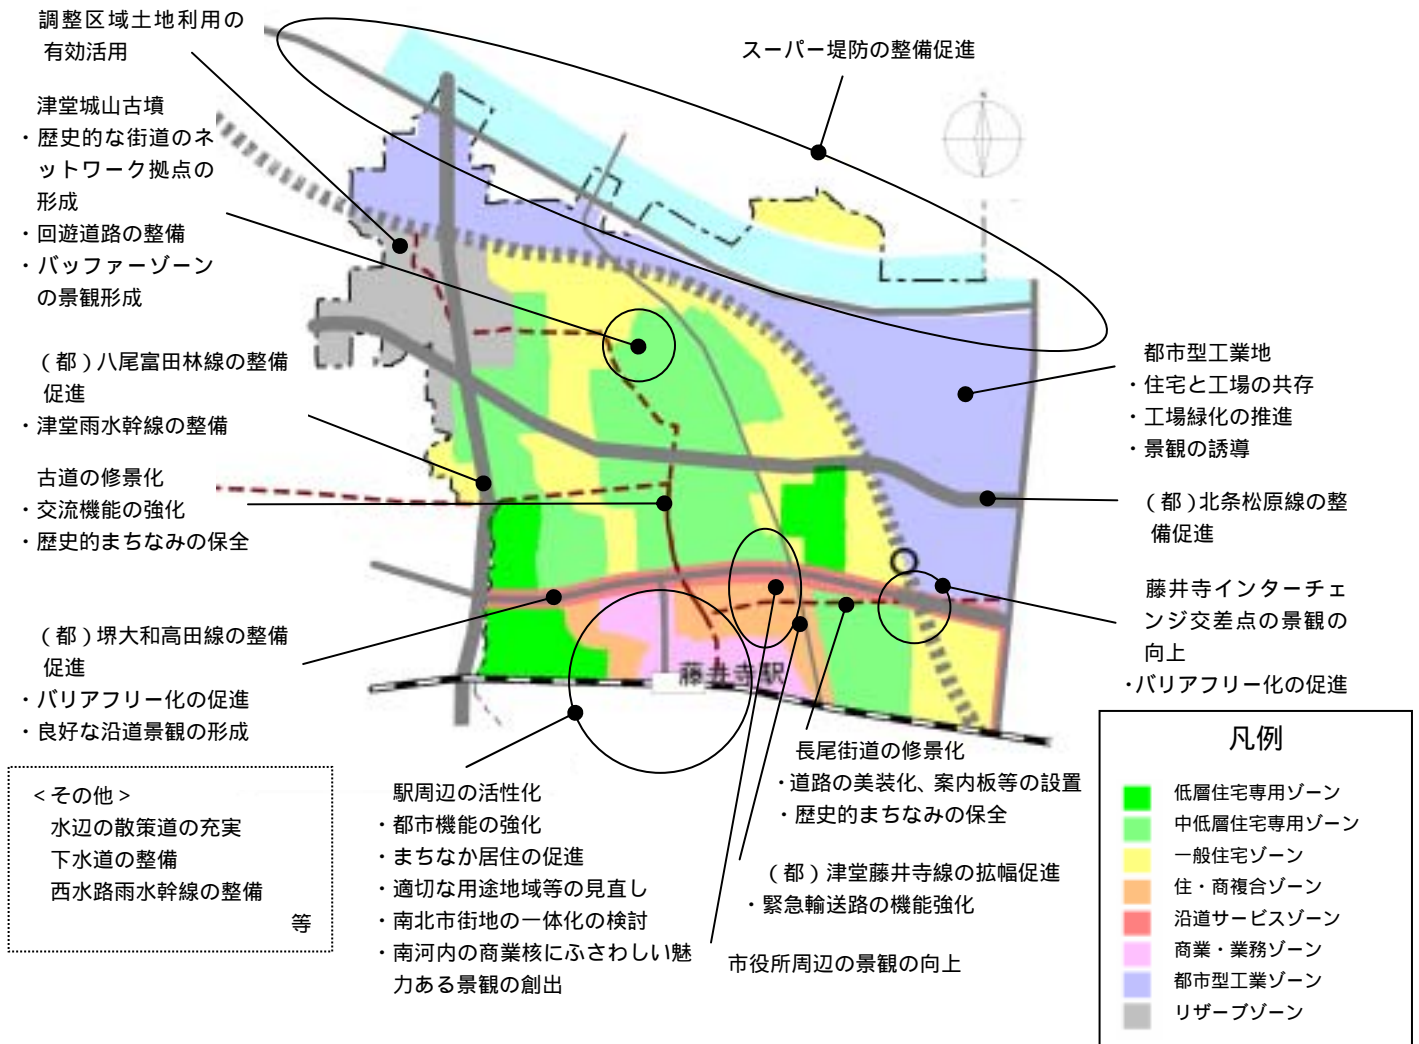 調整区域土地利用の
有効活用
津堂城山古墳
・歴史的な街道のネ
ットワーク拠点の
形成
・回遊道路の整備
・バッファーゾーン
の景観形成
（都）八尾富田林線の整備
促進
・津堂雨水幹線の整備
古道の修景化
・交流機能の強化
・歴史的まちなみの保全
（都）堺大和高田線の整備
促進
・バリアフリー化の促進
・良好な沿道景観の形成
＜その他＞
水辺の散策道の充実
下水道の整備
西水路雨水幹線の整備
等
スーパー堤防の整備促進
都市型工業地
・住宅と工場の共存
・工場緑化の推進
・景観の誘導
（都）北条松原線の整
備促進
藤井寺インターチェ
ンジ交差点の景観の
向上
・バリアフリー化の促進
藤井寺駅
駅周辺の活性化
・都市機能の強化
・まちなか居住の促進
・適切な用途地域等の見直し
・南北市街地の一体化の検討
・南河内の商業核にふさわしい魅
力ある景観の創出
長尾街道の修景化
・道路の美装化、案内板等の設置
・歴史的まちなみの保全
（都）津堂藤井寺線の拡幅促進
・緊急輸送路の機能強化
市役所周辺の景観の向上
凡例
低層住宅専用ゾーン
中低層住宅専用ゾーン
一般住宅ゾーン
住・商複合ゾーン
沿道サービスゾーン
商業・業務ゾーン
都市型工業ゾーン
リザーブゾーン